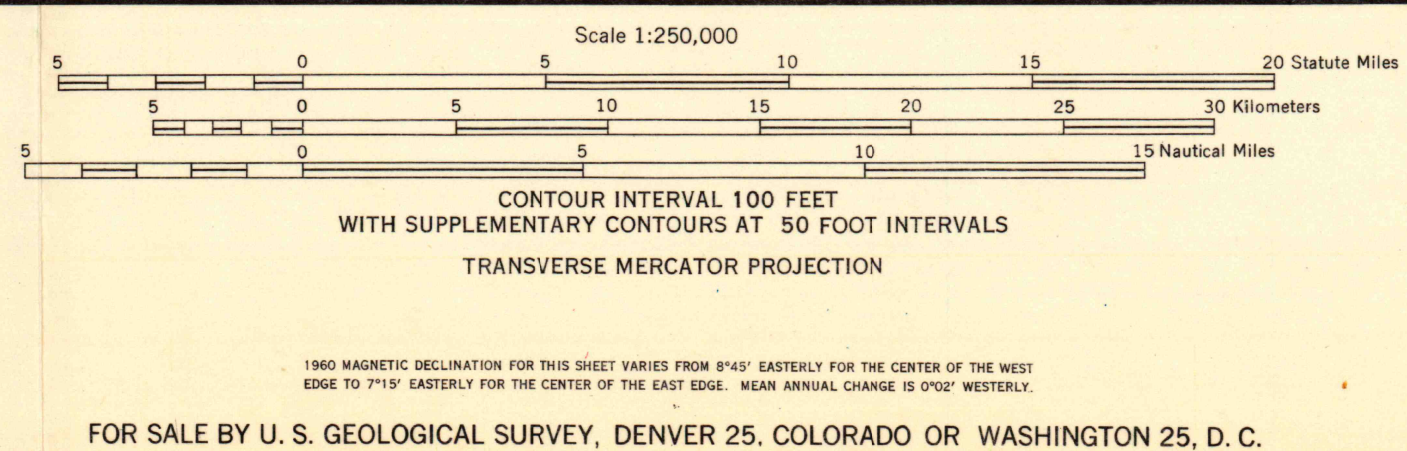 Scale 1:250,000
5 0 5 10 15 20 Statute Miles
5 0 5 10 15 20 25 30 Kilometers
5 0 5 10 15 Nautical Miles
CONTOUR INTERVAL 100 FEET
WITH SUPPLEMENTARY CONTOURS AT 50 FOOT INTERVALS
TRANSVERSE MERCATOR PROJECTION
1960 MAGNETIC DECLINATION FOR THIS SHEET VARIES FROM 8°45′ EASTERLY FOR THE CENTER OF THE WEST
EDGE TO 7°15′ EASTERLY FOR THE CENTER OF THE EAST EDGE. MEAN ANNUAL CHANGE IS 0°02′ WESTERLY.
FOR SALE BY U. S. GEOLOGICAL SURVEY, DENVER 25, COLORADO OR WASHINGTON 25, D. C.